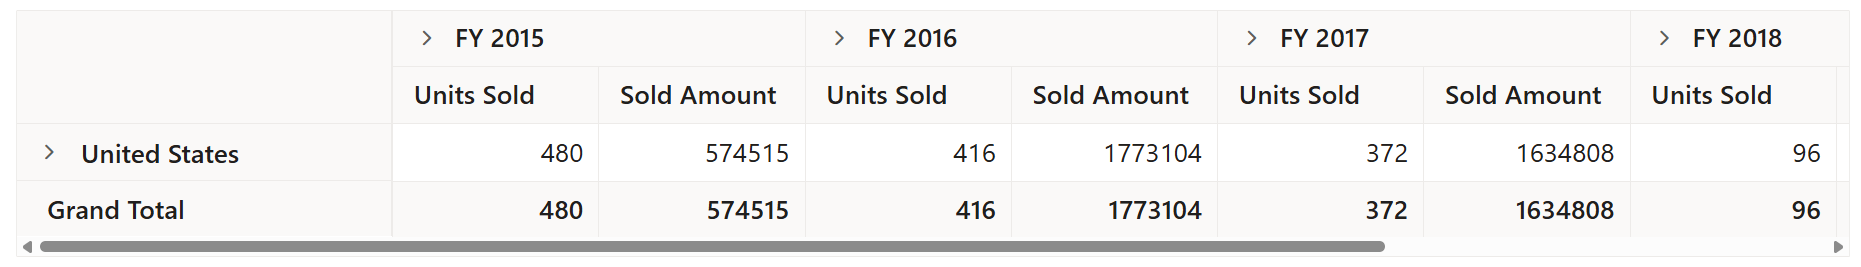 FY 2015 FY 2016 FY 2017 FY 2018
Units Sold Sold Amount Units Sold Sold Amount Units Sold Sold Amount Units Sold
United States 480 574515 416 1773104 372 1634808 96
Grand Total 480 574515 416 1773104 372 1634808 96